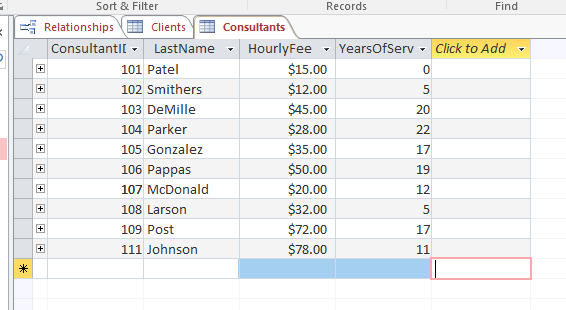 Sort & Filter Records Find
Relationships Clients Consultants
ConsultantID LastName HourlyFee YearsOfServ Click to Add
101 Patel $15.00 0
102 Smithers $12.00 5
103 DeMille $45.00 20
104 Parker $28.00 22
105 Gonzalez $35.00 17
106 Pappas $50.00 19
107 McDonald $20.00 12
108 Larson $32.00 5
109 Post $72.00 17
111 Johnson $78.00 11